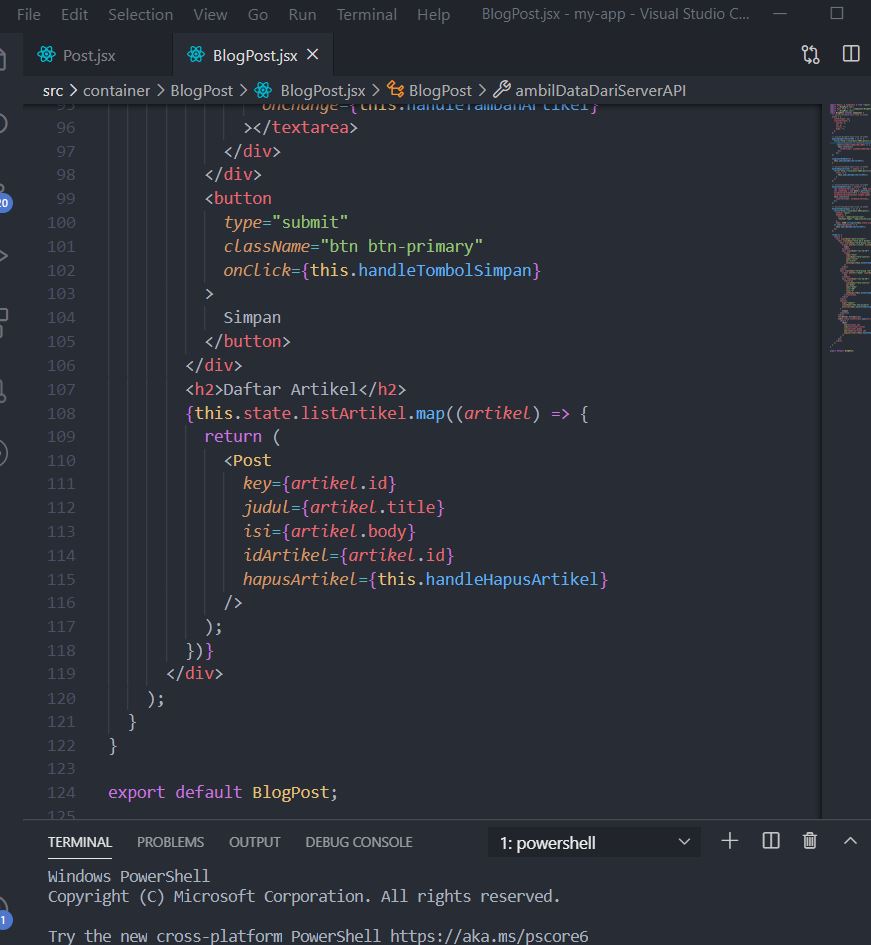 File Edit Selection View Go Run Terminal Help BlogPost.jsx - my-app - Visual Studio C...
Post.jsx BlogPost.jsx
src > container > BlogPost > BlogPost.jsx > BlogPost > ambilDataDariServerAPI
95 onChange={this.handleTambahArtikel}
96 ></textarea>
97 </div>
98 </div>
99 <button
100 type="submit"
101 className="btn btn-primary"
102 onClick={this.handleTombolSimpan}
103 >
104 Simpan
105 </button>
106 </div>
107 <h2>Daftar Artikel</h2>
108 {this.state.listArtikel.map((artikel) => {
109 return (
110 <Post
111 key={artikel.id}
112 judul={artikel.title}
113 isi={artikel.body}
114 idArtikel={artikel.id}
115 hapusArtikel={this.handleHapusArtikel}
116 />
117 );
118 })}
119 </div>
120 );
121 }
122 }
123
124 export default BlogPost;
125
20
TERMINAL PROBLEMS OUTPUT DEBUG CONSOLE 1: powershell
Windows PowerShell
Copyright (C) Microsoft Corporation. All rights reserved.
1
Try the new cross-platform PowerShell https://aka.ms/pscore6